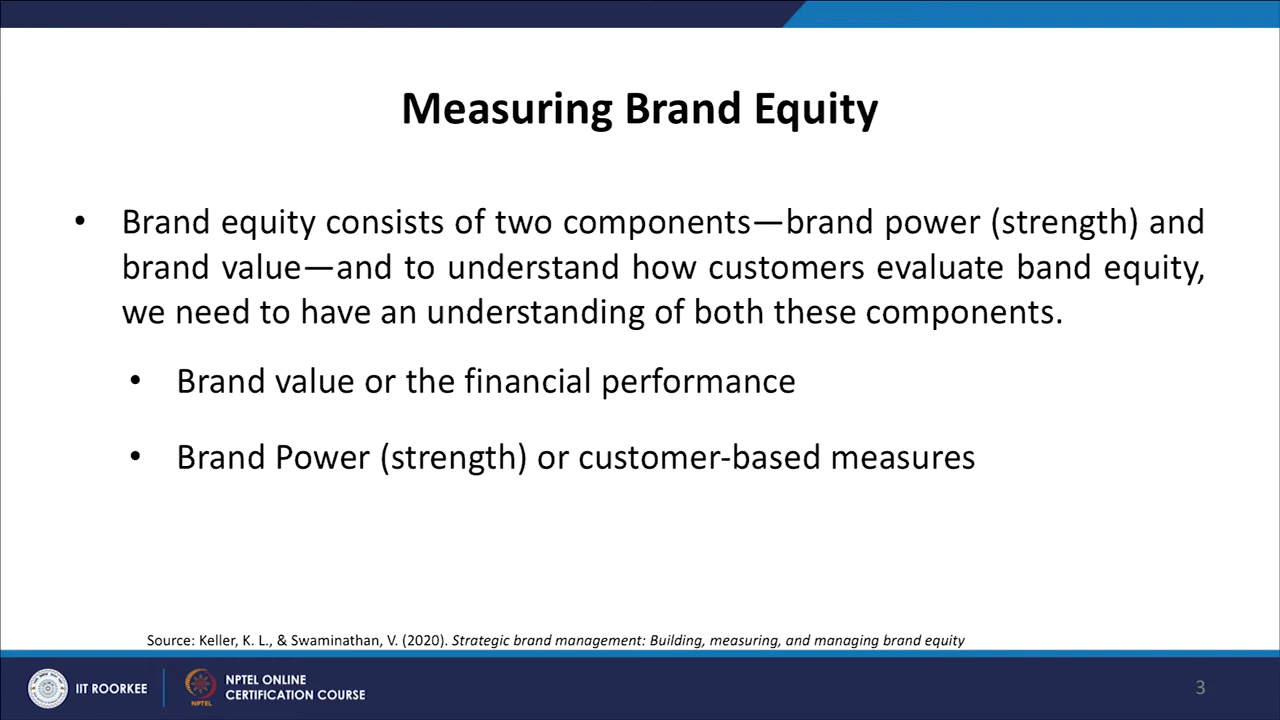 Measuring Brand Equity
• Brand equity consists of two components—brand power (strength) and
brand value—and to understand how customers evaluate band equity,
we need to have an understanding of both these components.
• Brand value or the financial performance
• Brand Power (strength) or customer-based measures
Source: Keller, K. L., & Swaminathan, V. (2020). Strategic brand management: Building, measuring, and managing brand equity
IIT ROORKEE
NPTEL
NPTEL ONLINE
CERTIFICATION COURSE
3